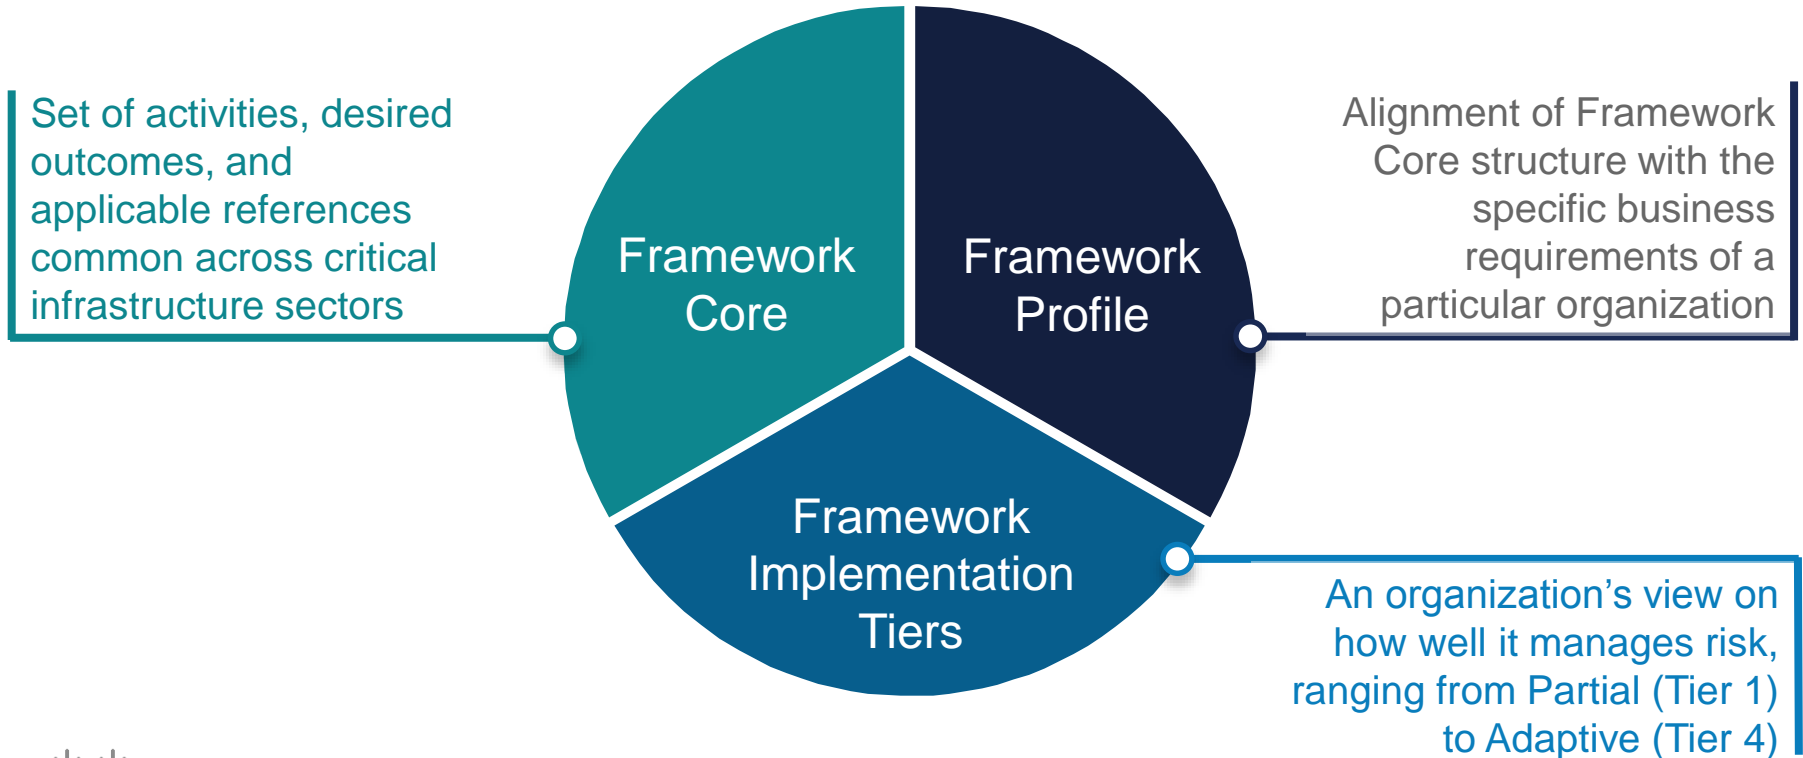 Set of activities, desired
outcomes, and
applicable references
common across critical
infrastructure sectors
Framework
Core
Framework
Profile
Alignment of Framework
Core structure with the
specific business
requirements of a
particular organization
Framework
Implementation
Tiers
An organization’s view on
how well it manages risk,
ranging from Partial (Tier 1)
to Adaptive (Tier 4)